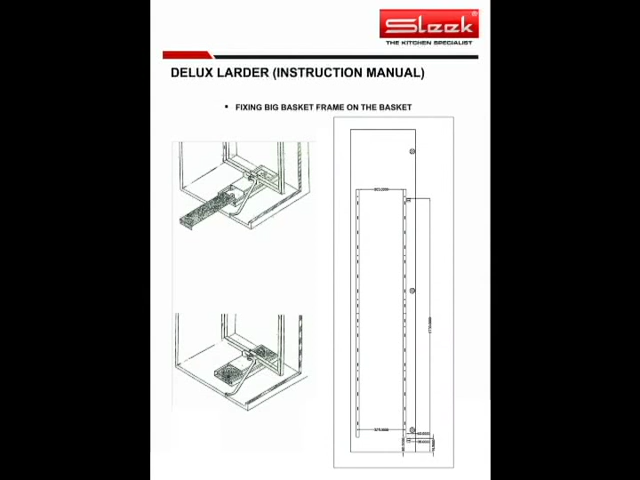 Sleek
THE KITCHEN SPECIALIST
DELUX LARDER (INSTRUCTION MANUAL)
▪ FIXING BIG BASKET FRAME ON THE BASKET